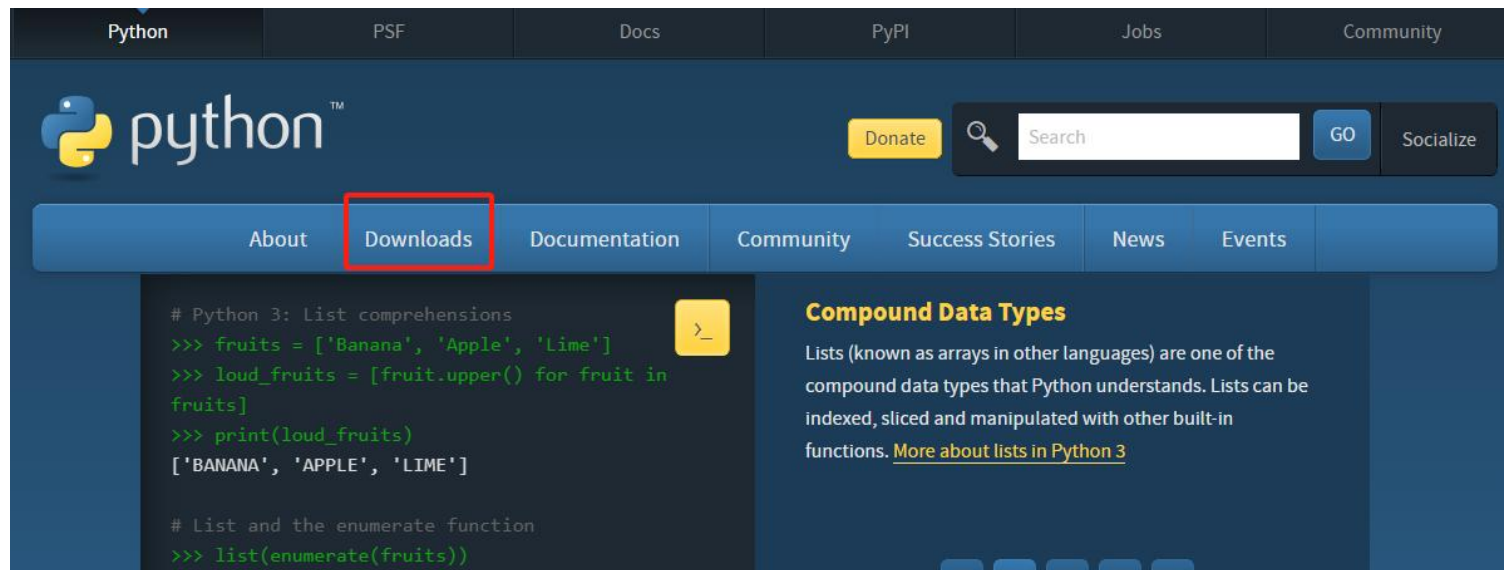 Python PSF Docs PyPI Jobs Community
python™
Donate Search GO Socialize
About Downloads Documentation Community Success Stories News Events
# Python 3: List comprehensions
>>> fruits = ['Banana', 'Apple', 'Lime']
>>> loud_fruits = [fruit.upper() for fruit in
fruits]
>>> print(loud_fruits)
['BANANA', 'APPLE', 'LIME']
# List and the enumerate function
>>> list(enumerate(fruits))
>_
Compound Data Types
Lists (known as arrays in other languages) are one of the
compound data types that Python understands. Lists can be
indexed, sliced and manipulated with other built-in
functions. More about lists in Python 3